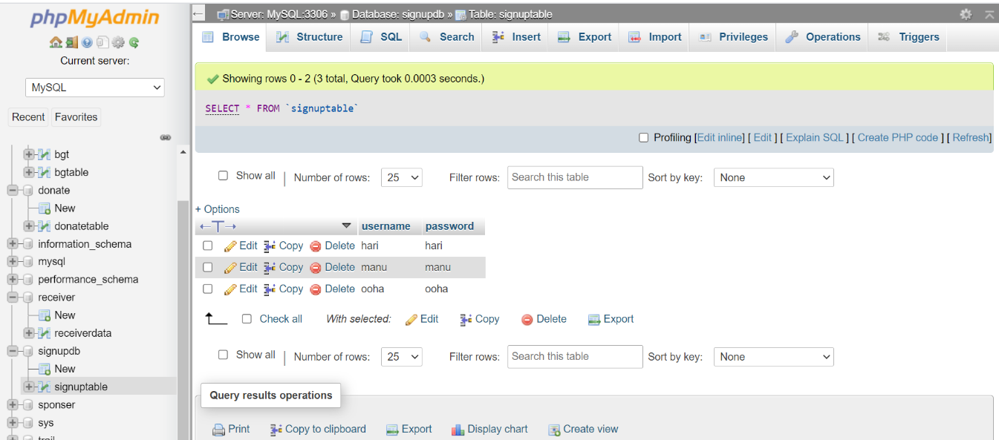 phpMyAdmin
Current server:
MySQL
Recent Favorites
bgt
bgtable
donate
New
donatetable
information_schema
mysql
performance_schema
receiver
New
receiverdata
signupdb
New
signuptable
sponser
sys
trail
Server: MySQL:3306 » Database: signupdb » Table: signuptable
Browse Structure SQL Search Insert Export Import Privileges Operations Triggers
Showing rows 0 - 2 (3 total, Query took 0.0003 seconds.)
SELECT * FROM `signuptable`
Profiling [Edit inline] [ Edit ] [ Explain SQL ] [ Create PHP code ] [ Refresh]
Show all | Number of rows: 25 Filter rows: Search this table Sort by key: None
+ Options
←T→ username password
Edit Copy Delete hari hari
Edit Copy Delete manu manu
Edit Copy Delete ooha ooha
Check all With selected: Edit Copy Delete Export
Show all | Number of rows: 25 Filter rows: Search this table Sort by key: None
Query results operations
Print Copy to clipboard Export Display chart Create view